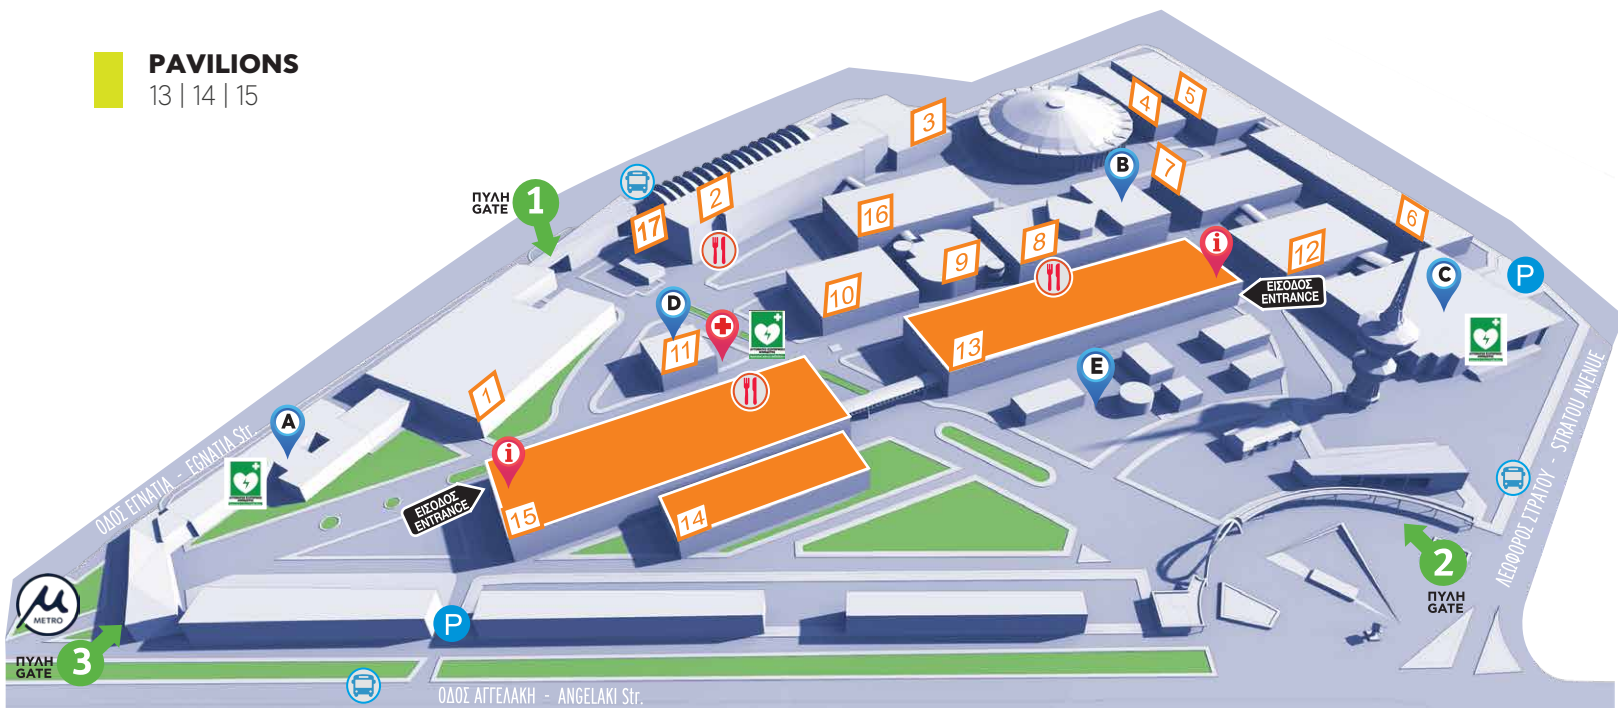 PAVILIONS
13 | 14 | 15
3
4
5
B
7
2
ΠΥΛΗ
GATE
1
17
16
6
8
i
12
9
C
P
10
ΕΙΣΟΔΟΣ
ENTRANCE
D
11
13
E
1
A
i
ΕΙΣΟΔΟΣ
ENTRANCE
15
14
ΟΔΟΣ ΕΓΝΑΤΙΑ - EGNATIA Str.
ΛΕΩΦΟΡΟΣ ΣΤΡΑΤΟΥ - STRATOU AVENUE
2
ΠΥΛΗ
GATE
μ
METRO
P
ΠΥΛΗ
GATE
3
ΟΔΟΣ ΑΓΓΕΛΑΚΗ - ANGELAKI Str.